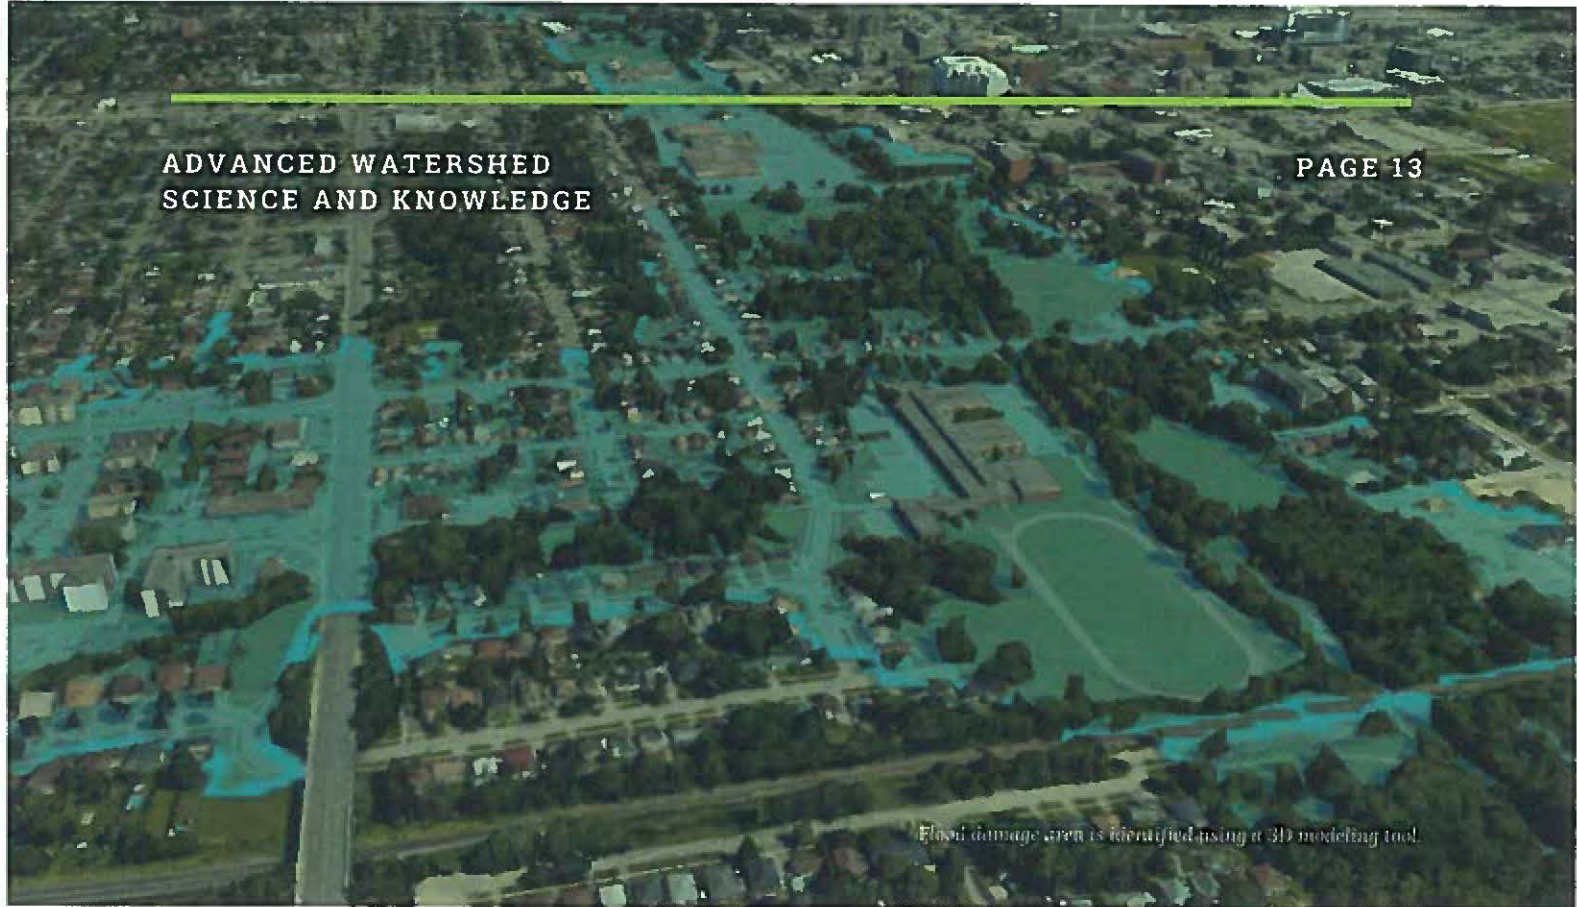 ADVANCED WATERSHED
SCIENCE AND KNOWLEDGE
PAGE 13
Flood damage area is identified using a 3D modeling tool.